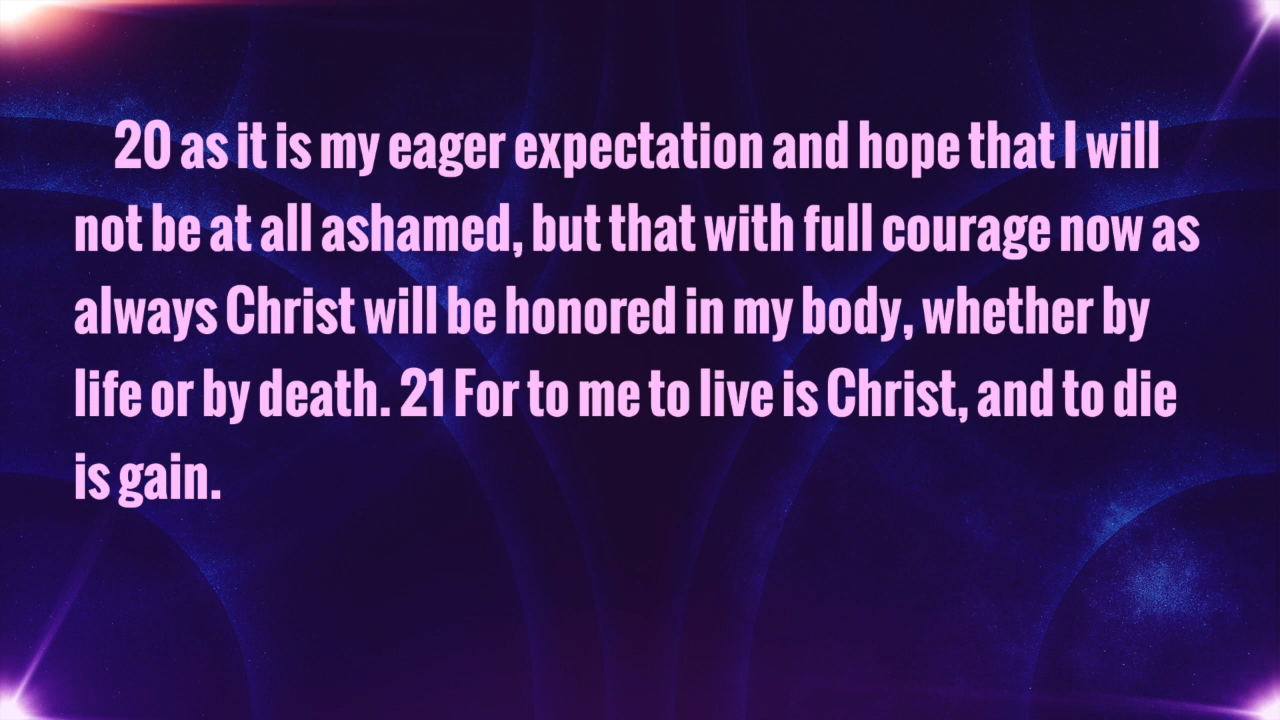 20 as it is my eager expectation and hope that I will
not be at all ashamed, but that with full courage now as
always Christ will be honored in my body, whether by
life or by death. 21 For to me to live is Christ, and to die
is gain.